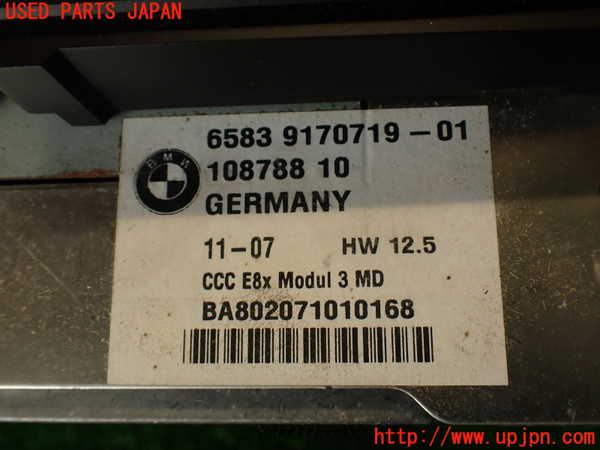 USED PARTS JAPAN
BMW
6583 9170719-01
108788 10
GERMANY
11-07 HW 12.5
CCC E8x Modul 3 MD
BA802071010168
http://www.upjpn.com/